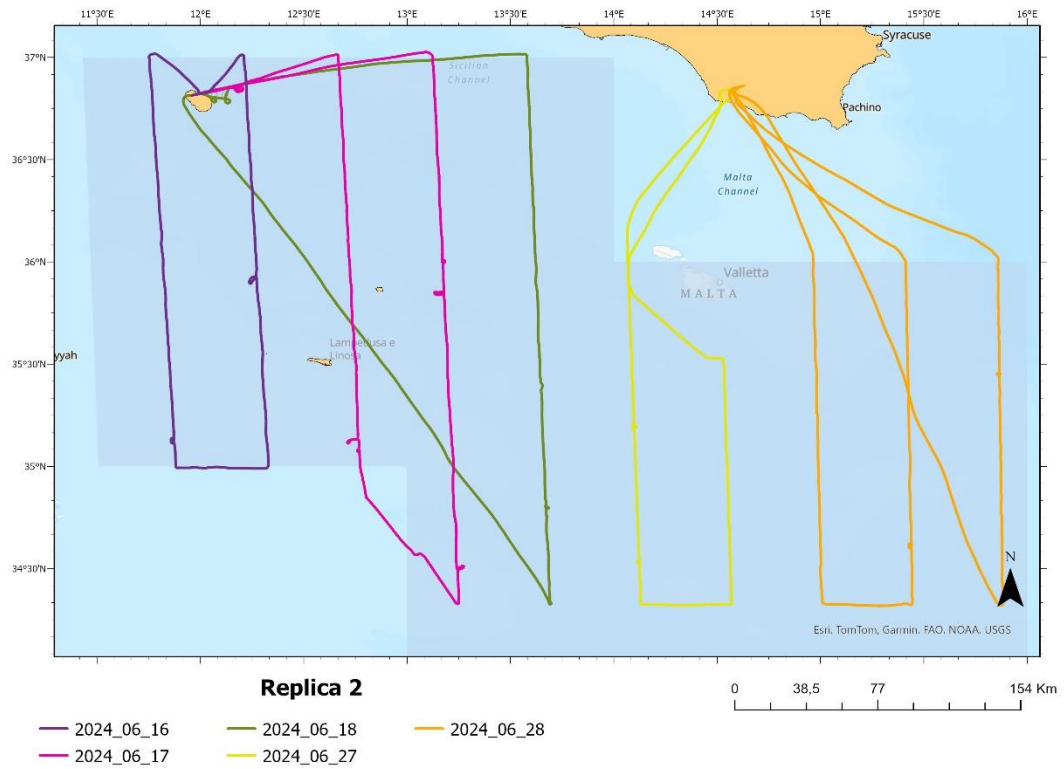 11°30'E 12°E 12°30'E 13°E 13°30'E 14°E 14°30'E 15°E 15°30'E 16°E
Syracuse
37°N
Sicilian
Channel
Pachino
36°30'N
Malta
Channel
36°N
Valletta
MALTA
Lampedusa e
Linosa
yyah
35°30'N
35°N
34°30'N
N
Esri, TomTom, Garmin, FAO, NOAA, USGS
Replica 2
0 38,5 77 154 Km
2024_06_16 2024_06_18 2024_06_28
2024_06_17 2024_06_27